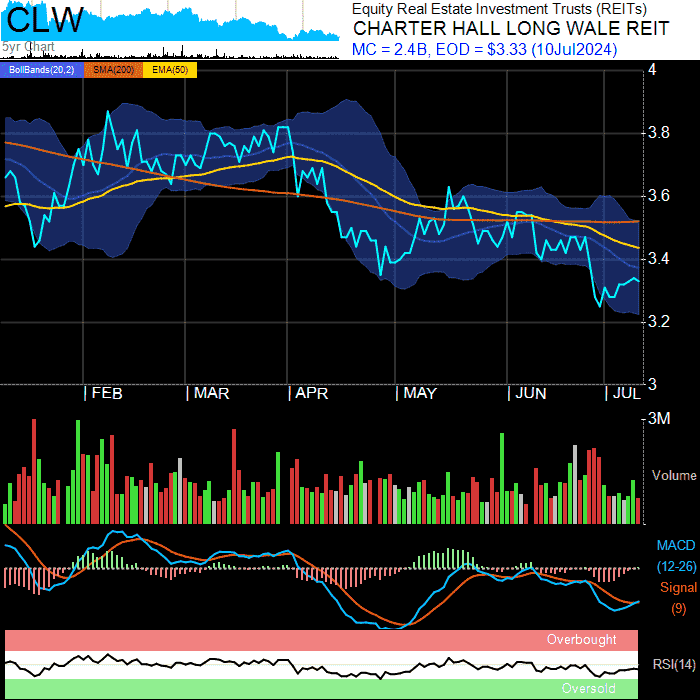 CLW
5yr Chart
Equity Real Estate Investment Trusts (REITs)
CHARTER HALL LONG WALE REIT
MC = 2.4B, EOD = $3.33 (10Jul2024)
BollBands(20,2) SMA(200) EMA(50)
4
3.8
3.6
3.4
3.2
3
FEB MAR APR MAY JUN JUL
3M
Volume
MACD
(12-26)
Signal
(9)
Overbought
RSI(14)
Oversold